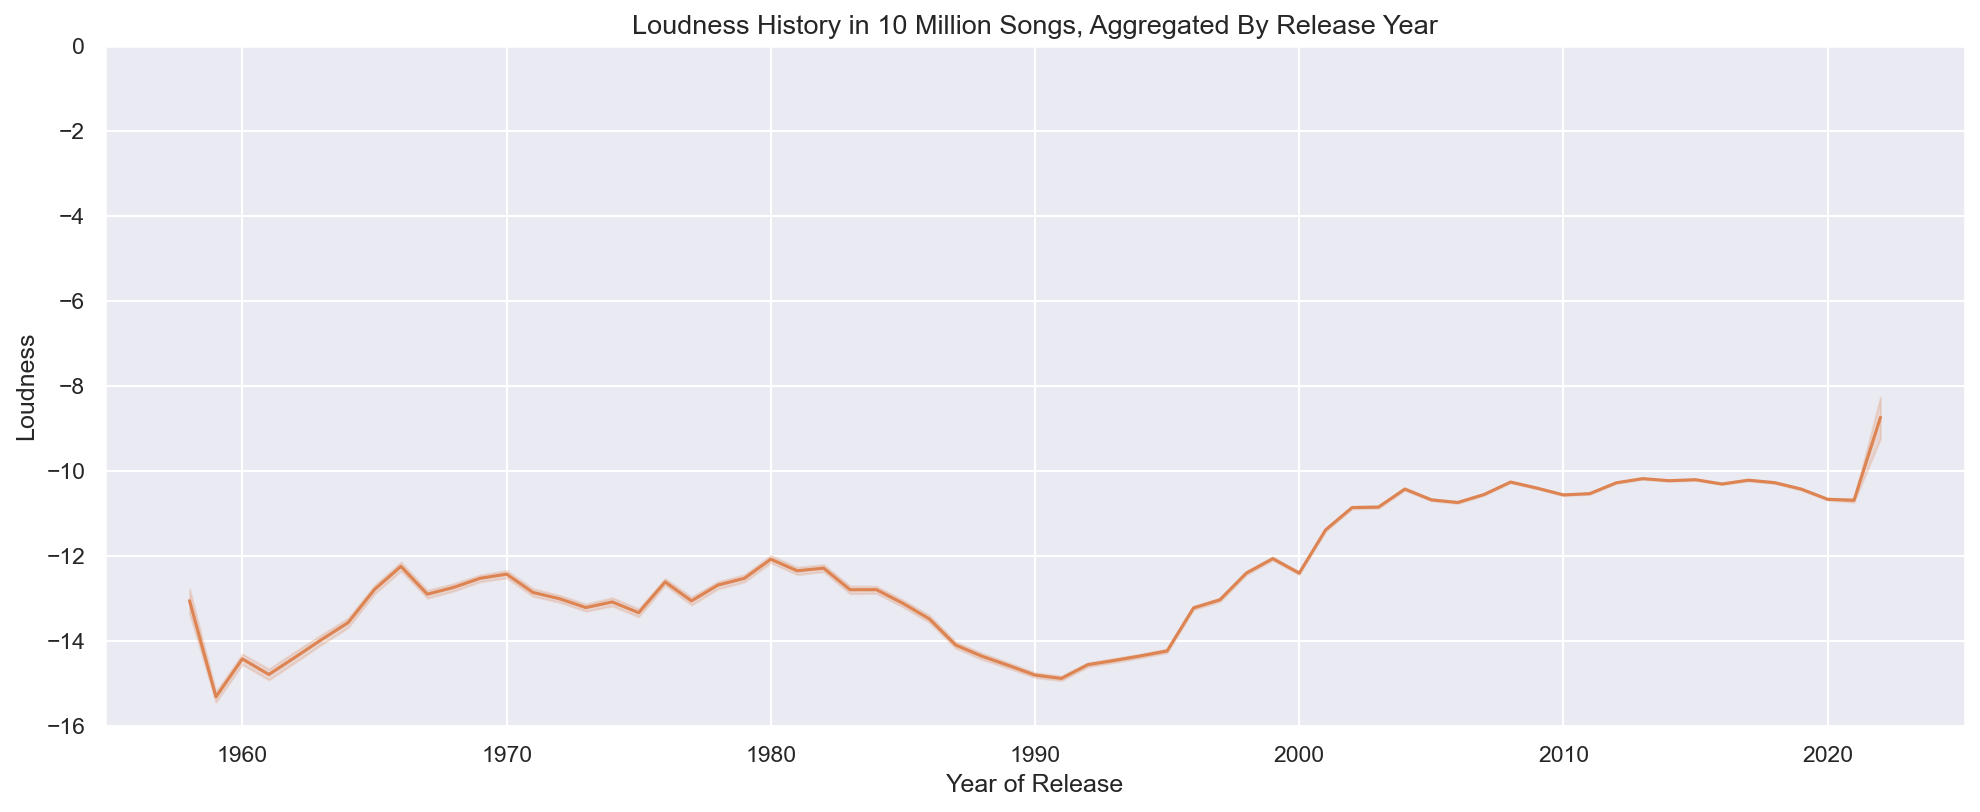 Loudness History in 10 Million Songs, Aggregated By Release Year
0
−2
−4
−6
−8
−10
−12
−14
−16
Loudness
1960 1970 1980 1990 2000 2010 2020
Year of Release